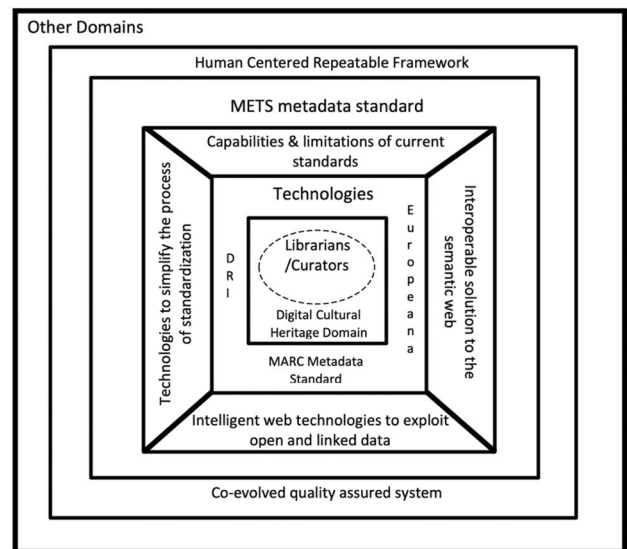 Other Domains
Human Centered Repeatable Framework
METS metadata standard
Capabilities & limitations of current
standards
Technologies to simplify the process
of standardization
Technologies
DRI
Librarians
/Curators
Digital Cultural
Heritage Domain
Europeana
Interoperable solution to the
semantic web
MARC Metadata
Standard
Intelligent web technologies to exploit
open and linked data
Co-evolved quality assured system